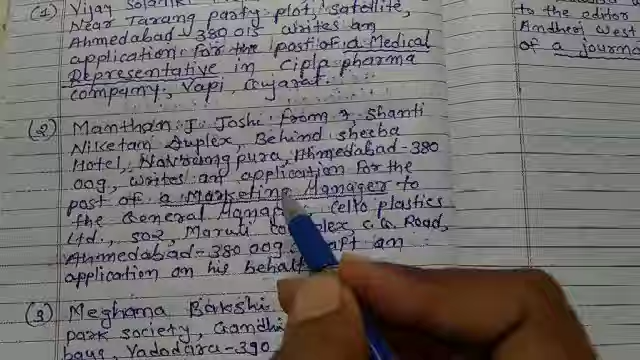 (1) Vijay Solanki
Near Tarang party plot, satellite,
Ahmedabad - 380 015 writes an
application for the post of a Medical
Representative in Cipla pharma
company, Vapi, Gujarat.
(2) Manthan J. Joshi from 7, Shanti
Niketan Duplex, Behind sheeba
Hotel, Navrangpura, Ahmedabad-380
009, writes an application for the
post of a Marketing Manager to
the General Cello plastics
Ltd., 502, Maruti C.G. Road,
Ahmedabad-380 009 an
application on his behalf
(3) Meghana Bakshi
park society, Gandhi
baug, Vadodara-390
to the editor
Andheri west
of a journa